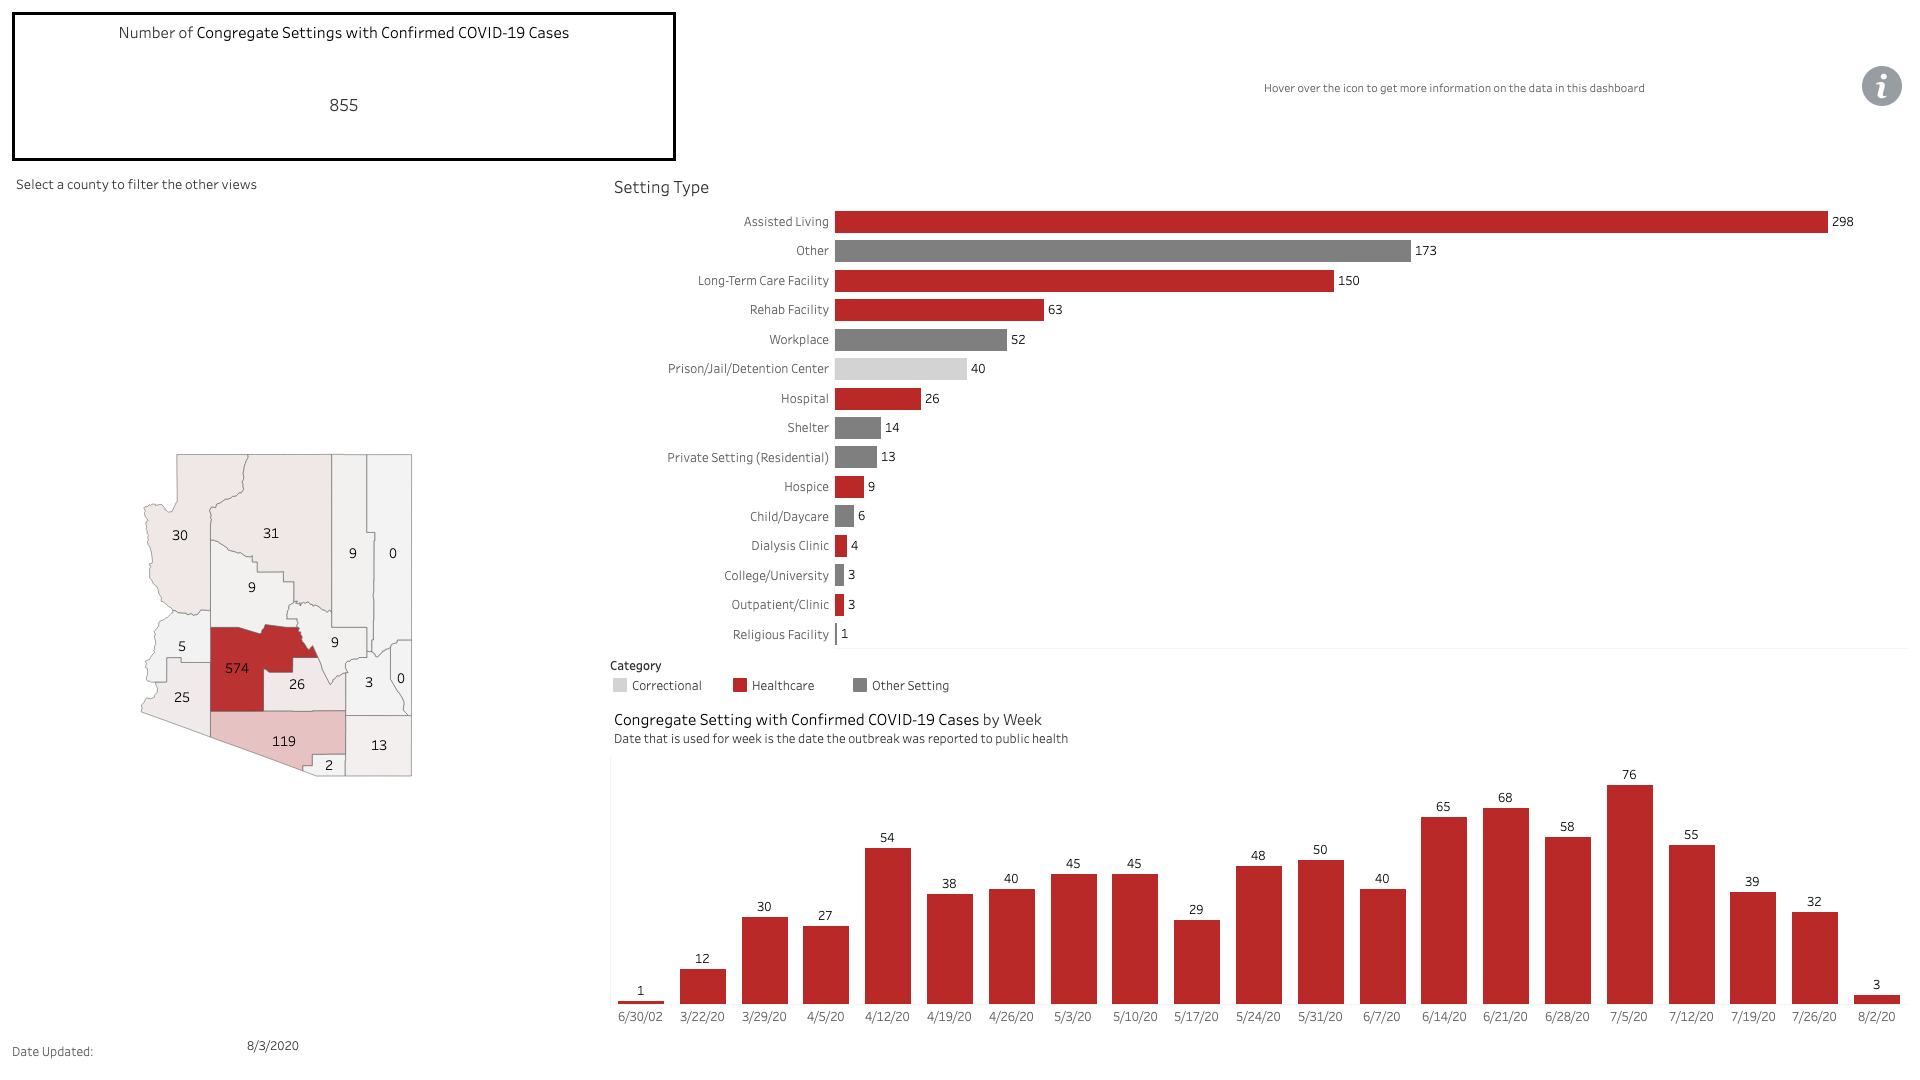 Number of Congregate Settings with Confirmed COVID-19 Cases
855
Hover over the icon to get more information on the data in this dashboard
i
Select a county to filter the other views
30
31
9
0
9
5
9
574
26
3
0
25
119
13
2
Setting Type
Assisted Living 298
Other 173
Long-Term Care Facility 150
Rehab Facility 63
Workplace 52
Prison/Jail/Detention Center 40
Hospital 26
Shelter 14
Private Setting (Residential) 13
Hospice 9
Child/Daycare 6
Dialysis Clinic 4
College/University 3
Outpatient/Clinic 3
Religious Facility 1
Category
Correctional Healthcare Other Setting
Congregate Setting with Confirmed COVID-19 Cases by Week
Date that is used for week is the date the outbreak was reported to public health
1 12 30 27 54 38 40 45 45 29 48 50 40 65 68 58 76 55 39 32 3
6/30/02 3/22/20 3/29/20 4/5/20 4/12/20 4/19/20 4/26/20 5/3/20 5/10/20 5/17/20 5/24/20 5/31/20 6/7/20 6/14/20 6/21/20 6/28/20 7/5/20 7/12/20 7/19/20 7/26/20 8/2/20
Date Updated: 8/3/2020